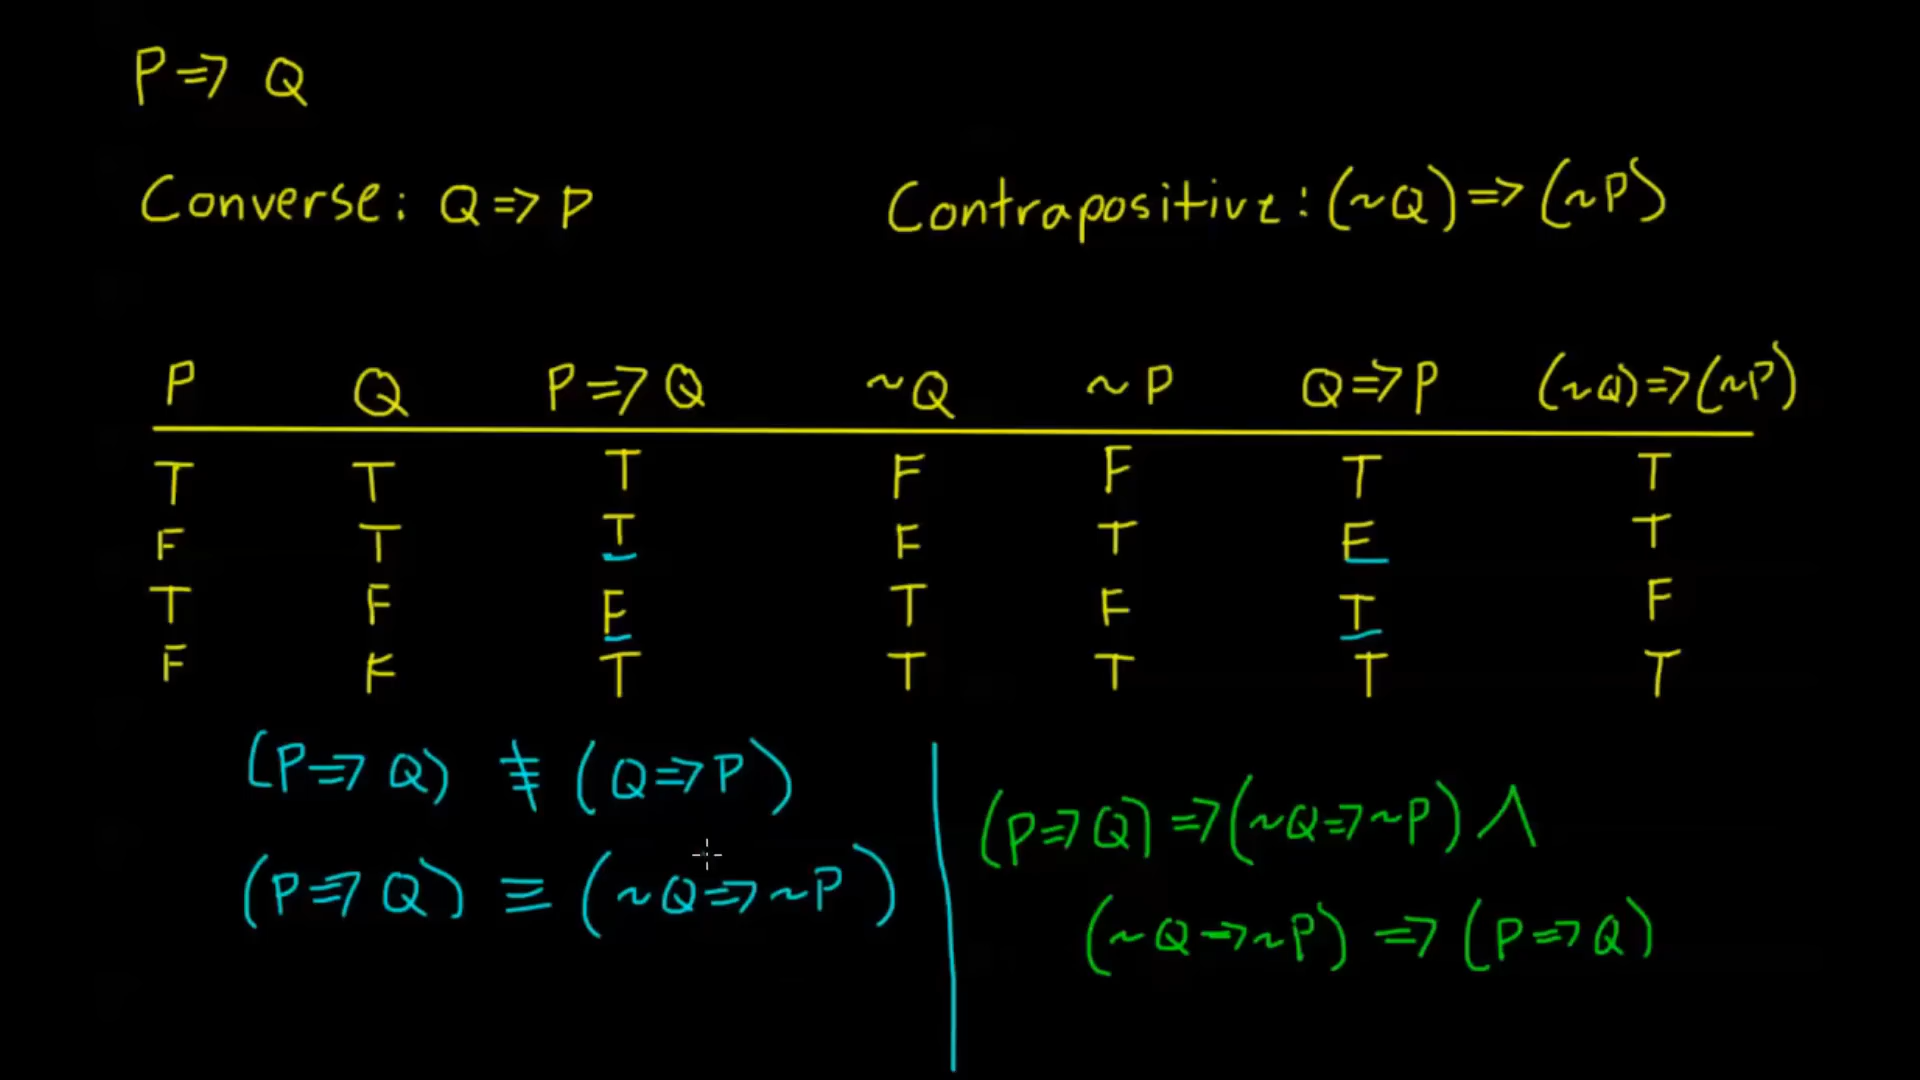 P => Q
Converse: Q => P
Contrapositive: (~Q) => (~P)
P Q P => Q ~Q ~P Q => P (~Q) => (~P)
T T T F F T T
F T T F T F T
T F F T F T F
F F T T T T T
(P => Q) ≢ (Q => P)
(P => Q) ≡ (~Q => ~P)
(P => Q) => (~Q => ~P) ∧
(~Q => ~P) => (P => Q)